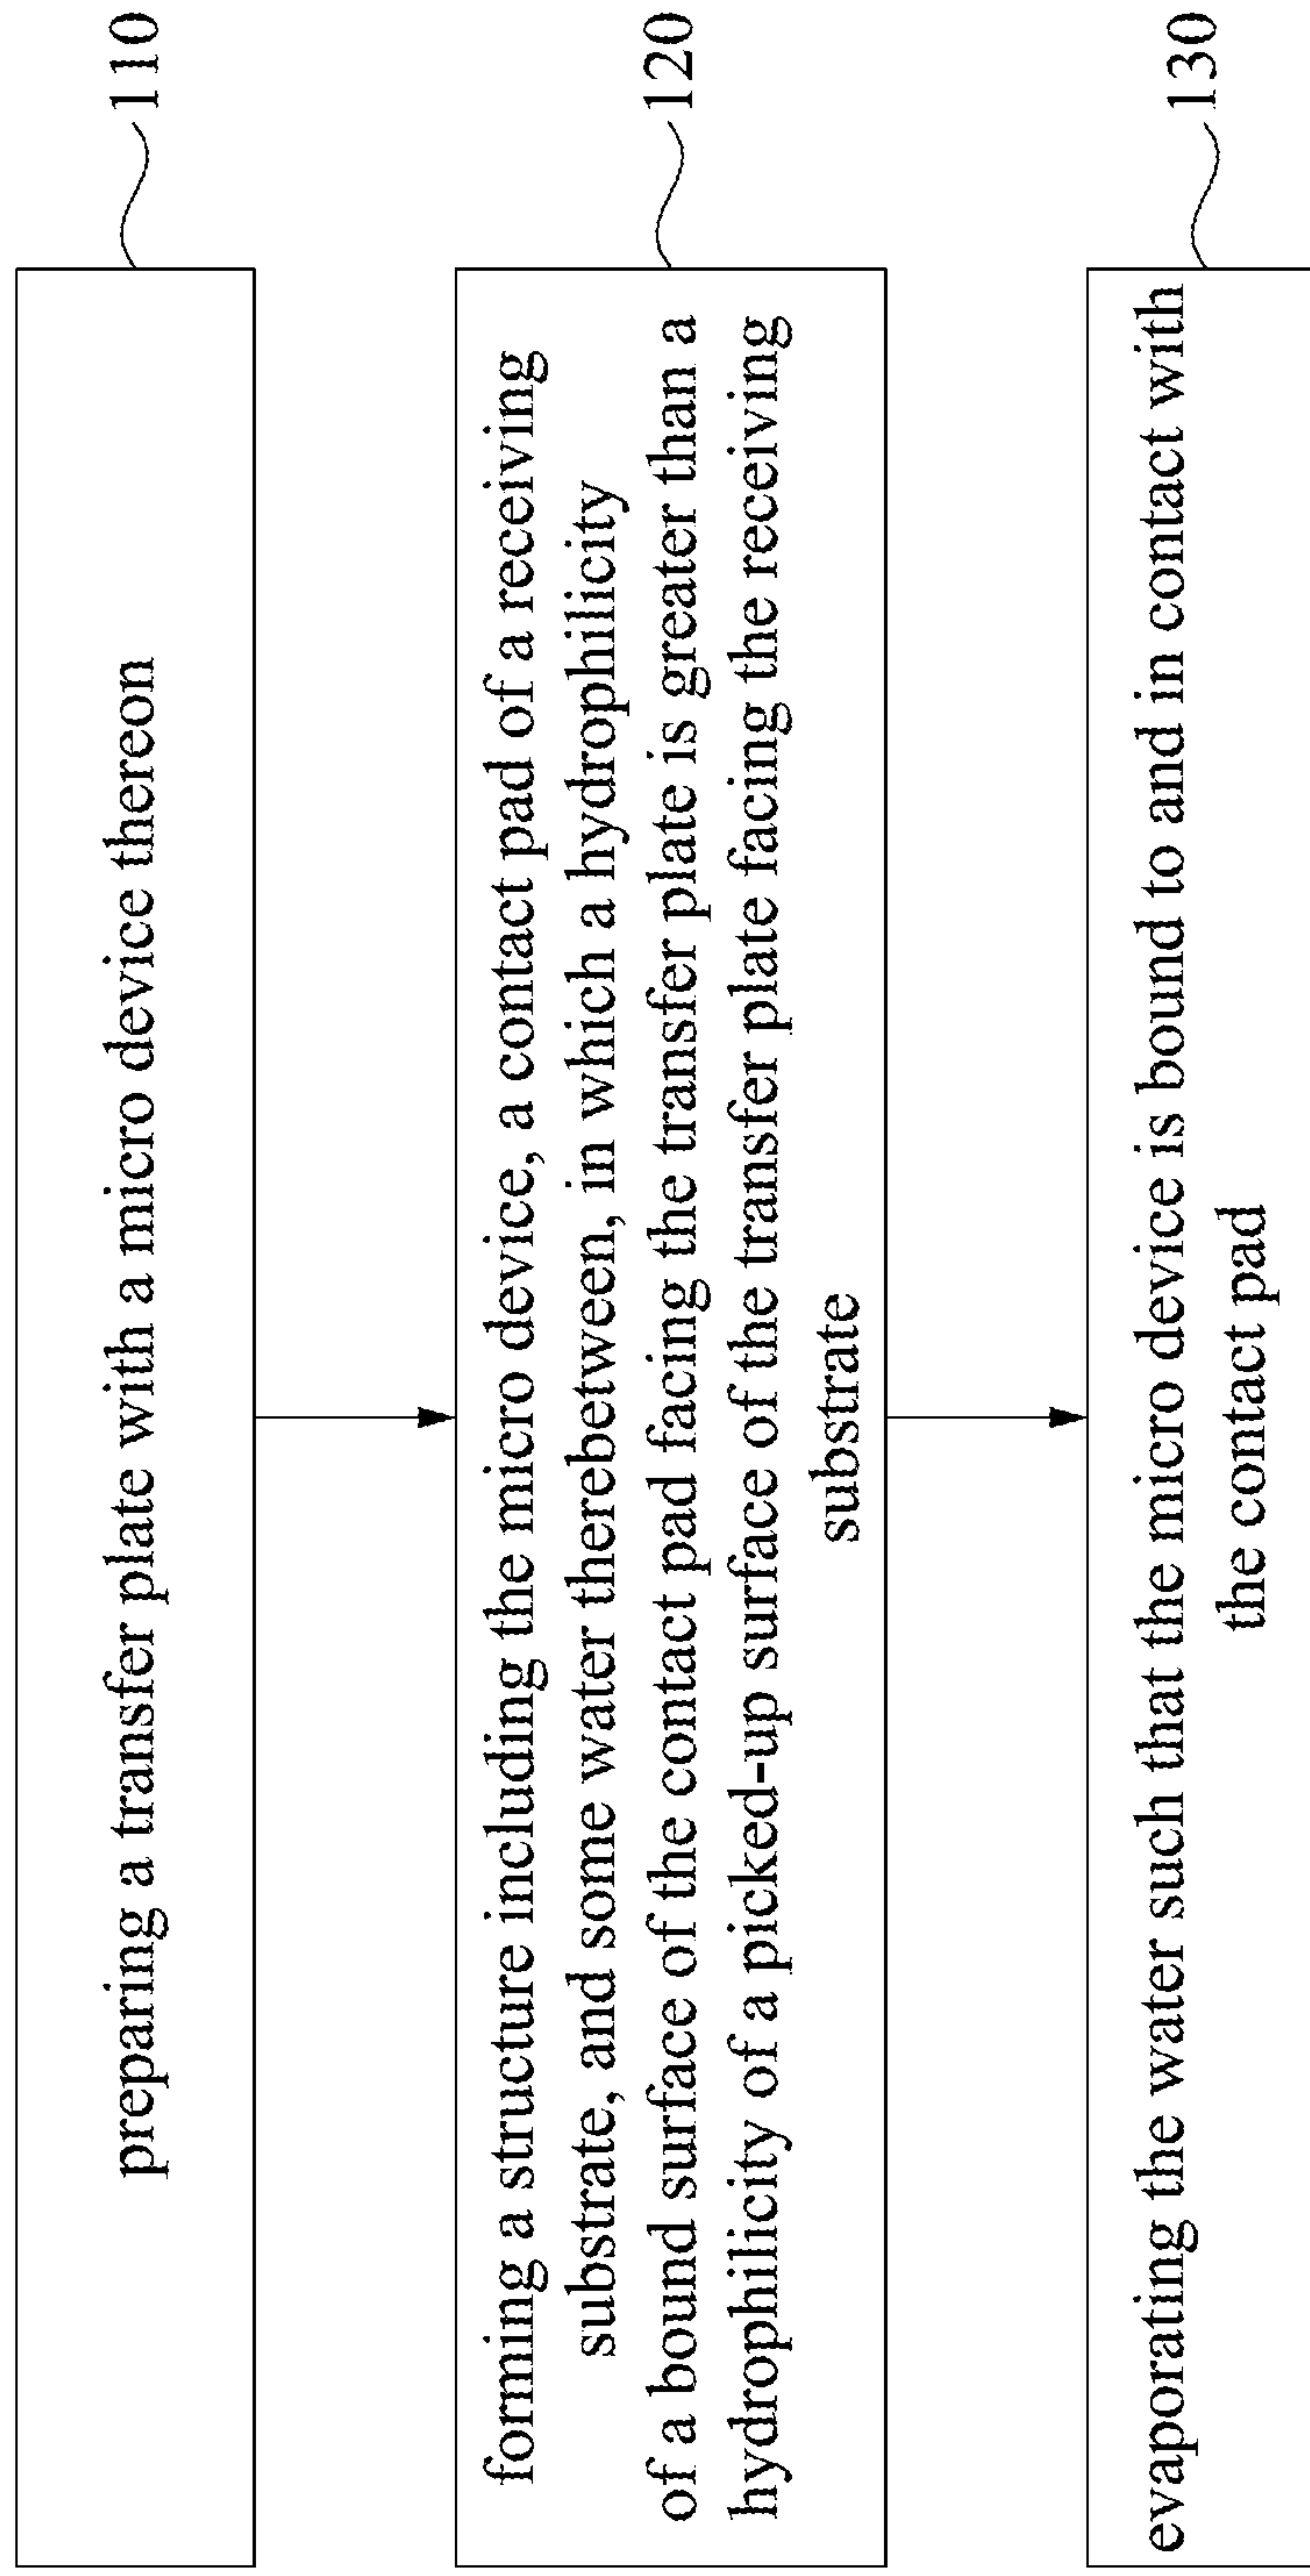 preparing a transfer plate with a micro device thereon
110
forming a structure including the micro device, a contact pad of a receiving
substrate, and some water therebetween, in which a hydrophilicity
of a bound surface of the contact pad facing the transfer plate is greater than a
hydrophilicity of a picked-up surface of the transfer plate facing the receiving
substrate
120
evaporating the water such that the micro device is bound to and in contact with
the contact pad
130